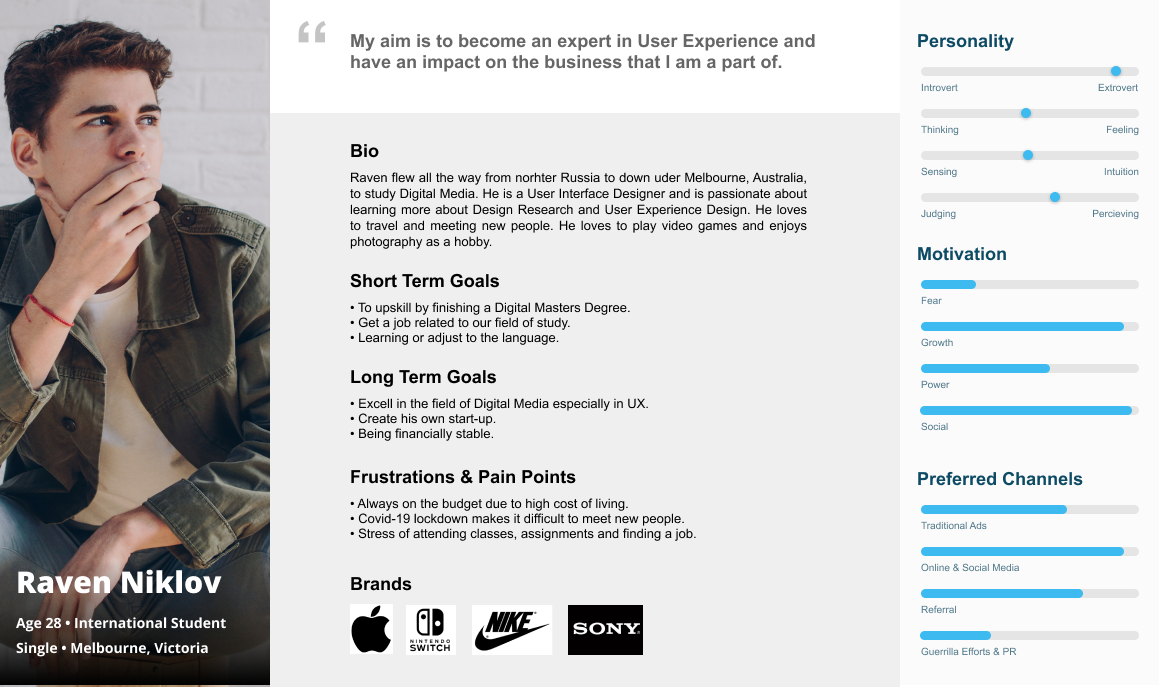 “
My aim is to become an expert in User Experience and
have an impact on the business that I am a part of.
Bio
Raven flew all the way from norhter Russia to down uder Melbourne, Australia,
to study Digital Media. He is a User Interface Designer and is passionate about
learning more about Design Research and User Experience Design. He loves
to travel and meeting new people. He loves to play video games and enjoys
photography as a hobby.
Short Term Goals
• To upskill by finishing a Digital Masters Degree.
• Get a job related to our field of study.
• Learning or adjust to the language.
Long Term Goals
• Excell in the field of Digital Media especially in UX.
• Create his own start-up.
• Being financially stable.
Frustrations & Pain Points
• Always on the budget due to high cost of living.
• Covid-19 lockdown makes it difficult to meet new people.
• Stress of attending classes, assignments and finding a job.
Brands
NINTENDO
SWITCH
NIKE
SONY
Raven Niklov
Age 28 • International Student
Single • Melbourne, Victoria
Personality
Introvert Extrovert
Thinking Feeling
Sensing Intuition
Judging Percieving
Motivation
Fear
Growth
Power
Social
Preferred Channels
Traditional Ads
Online & Social Media
Referral
Guerrilla Efforts & PR